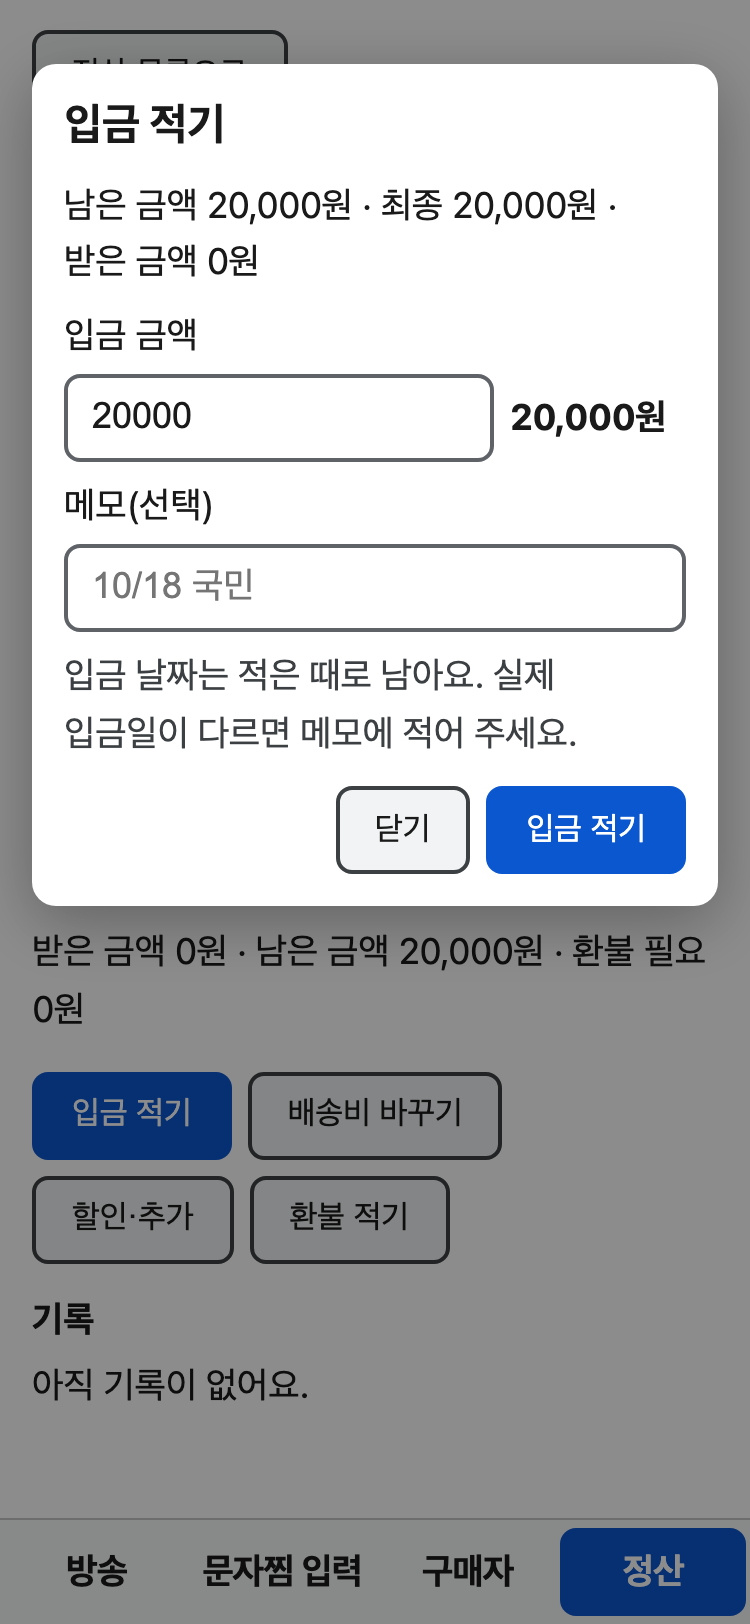 입금 적기
남은 금액 20,000원 · 최종 20,000원 ·
받은 금액 0원
입금 금액
20000
20,000원
메모(선택)
10/18 국민
입금 날짜는 적은 때로 남아요. 실제
입금일이 다르면 메모에 적어 주세요.
닫기
입금 적기
받은 금액 0원 · 남은 금액 20,000원 · 환불 필요
0원
입금 적기
배송비 바꾸기
할인·추가
환불 적기
기록
아직 기록이 없어요.
방송
문자찜 입력
구매자
정산